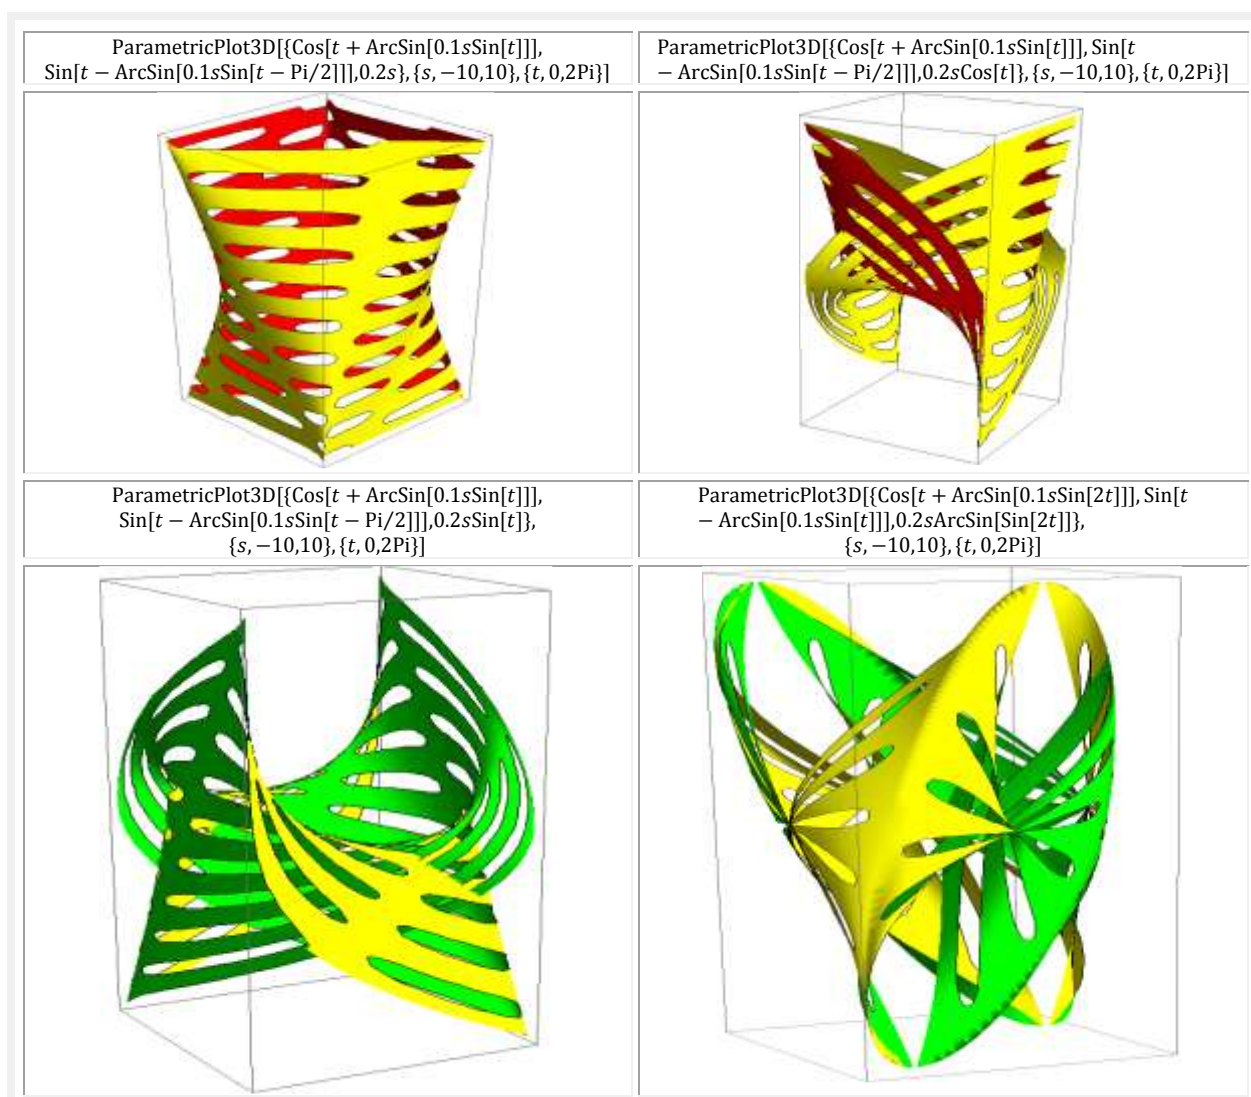 ParametricPlot3D[{Cos[t + ArcSin[0.1sSin[t]]],
Sin[t − ArcSin[0.1sSin[t − Pi/2]]],0.2s},{s, −10,10},{t, 0,2Pi}]
ParametricPlot3D[{Cos[t + ArcSin[0.1sSin[t]]], Sin[t
− ArcSin[0.1sSin[t − Pi/2]]],0.2sCos[t]},{s, −10,10},{t, 0,2Pi}]
ParametricPlot3D[{Cos[t + ArcSin[0.1sSin[t]]],
Sin[t − ArcSin[0.1sSin[t − Pi/2]]],0.2sSin[t]},
{s, −10,10},{t, 0,2Pi}]
ParametricPlot3D[{Cos[t + ArcSin[0.1sSin[2t]]], Sin[t
− ArcSin[0.1sSin[t]]],0.2sArcSin[Sin[2t]]},
{s, −10,10},{t, 0,2Pi}]